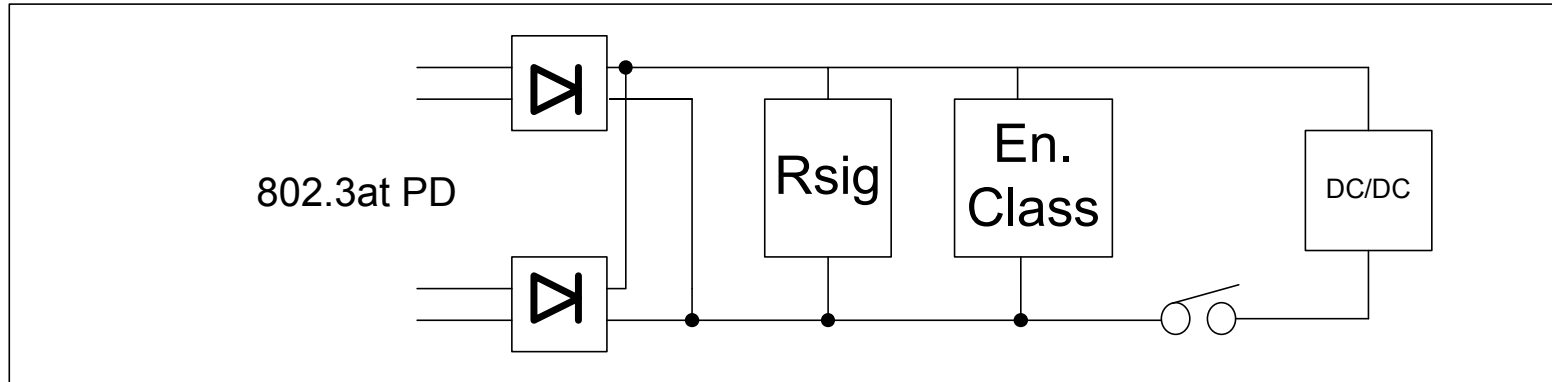 802.3at PD
Rsig
En.
Class
DC/DC